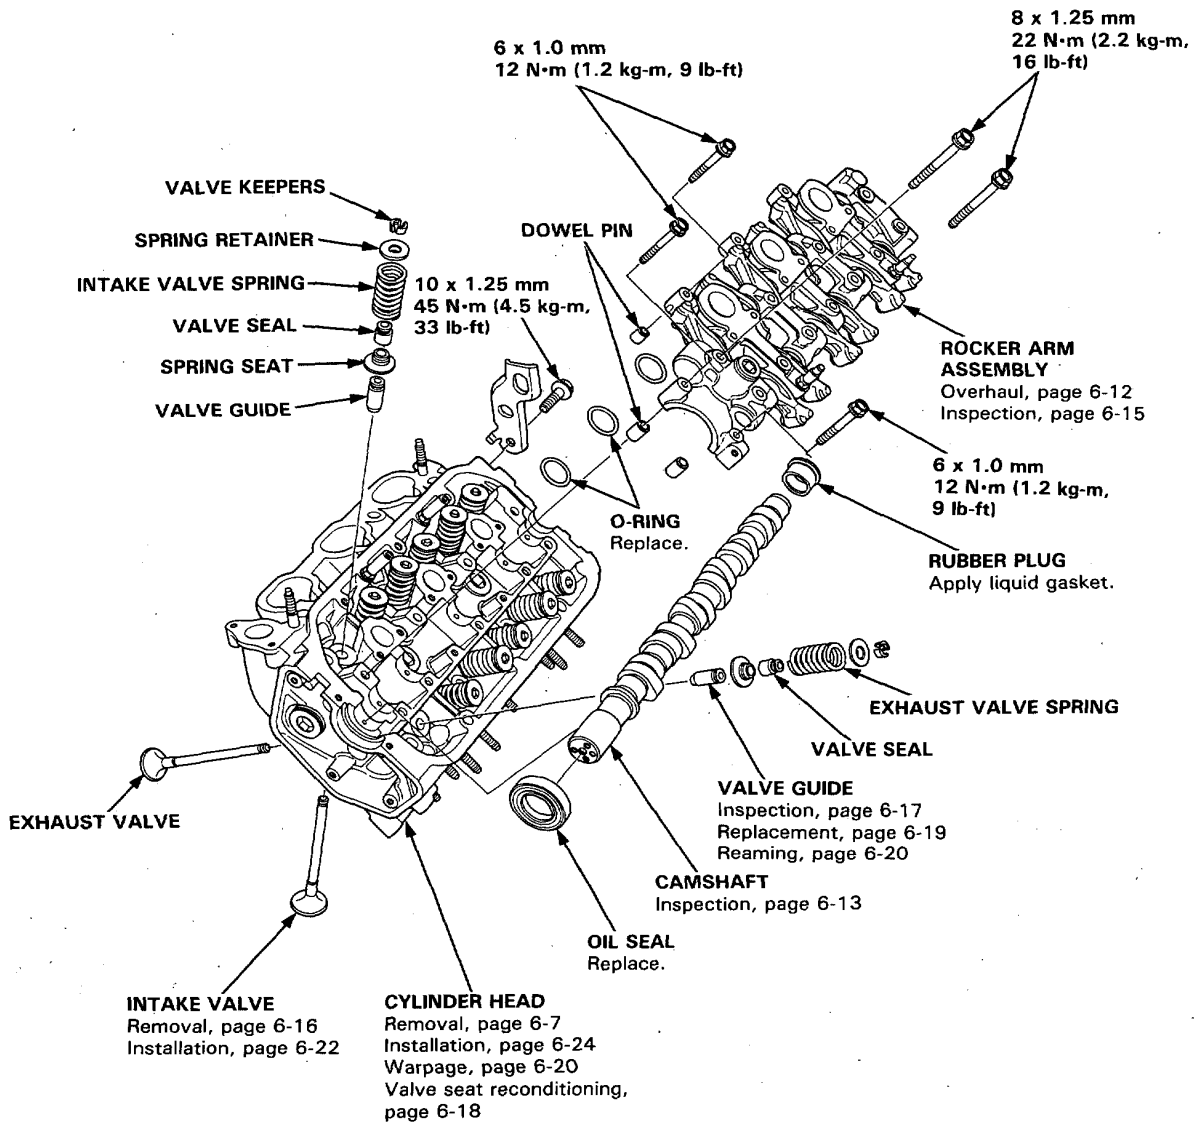 8 x 1.25 mm
22 N·m (2.2 kg-m,
16 lb-ft)
6 x 1.0 mm
12 N·m (1.2 kg-m, 9 lb-ft)
VALVE KEEPERS
SPRING RETAINER
INTAKE VALVE SPRING
VALVE SEAL
SPRING SEAT
VALVE GUIDE
DOWEL PIN
10 x 1.25 mm
45 N·m (4.5 kg-m,
33 lb-ft)
ROCKER ARM
ASSEMBLY
Overhaul, page 6-12
Inspection, page 6-15
6 x 1.0 mm
12 N·m (1.2 kg-m,
9 lb-ft)
O-RING
Replace.
RUBBER PLUG
Apply liquid gasket.
EXHAUST VALVE SPRING
VALVE SEAL
VALVE GUIDE
Inspection, page 6-17
Replacement, page 6-19
Reaming, page 6-20
EXHAUST VALVE
CAMSHAFT
Inspection, page 6-13
OIL SEAL
Replace.
INTAKE VALVE
Removal, page 6-16
Installation, page 6-22
CYLINDER HEAD
Removal, page 6-7
Installation, page 6-24
Warpage, page 6-20
Valve seat reconditioning,
page 6-18